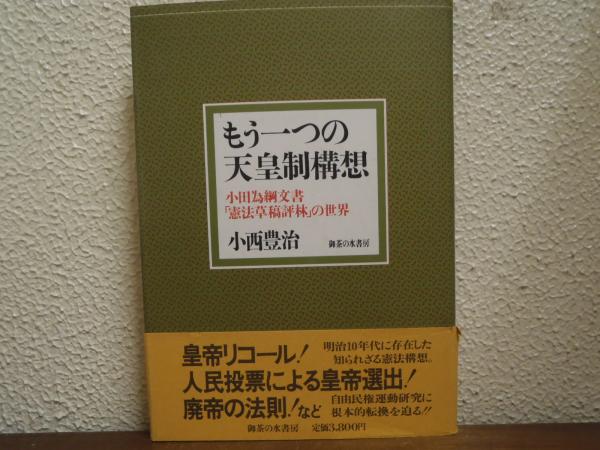 もう一つの
天皇制構想
小田為綱文書
「憲法草稿評林」の世界
小西豊治
御茶の水書房
皇帝リコール!
人民投票による皇帝選出!
廃帝の法則!など
明治10年代に存在した
知られざる憲法構想。
自由民権運動研究に
根本的転換を迫る!!
御茶の水書房 定価3,800円